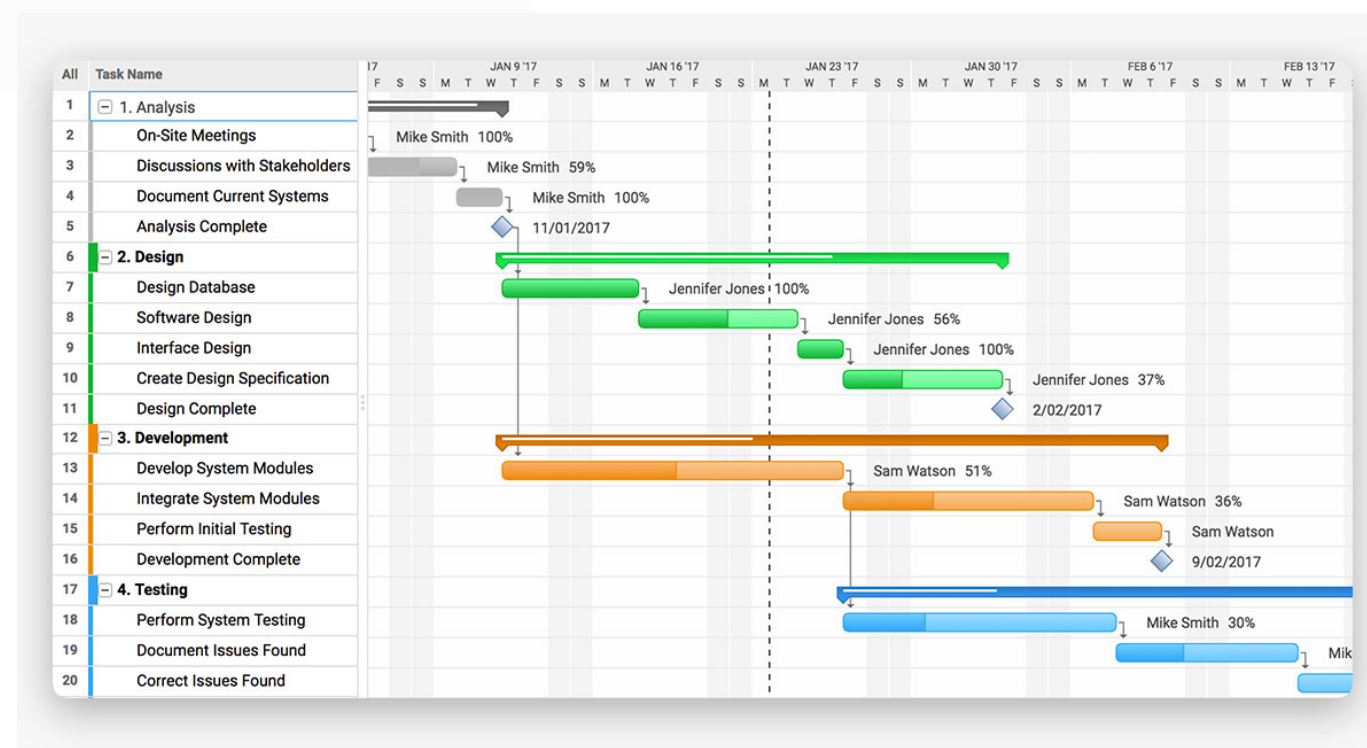 All Task Name 17 JAN 9 '17 JAN 16 '17 JAN 23 '17 JAN 30 '17 FEB 6 '17 FEB 13 '17
F S S M T W T F S S M T W T F S S M T W T F S S M T W T F S S M T W T F S S M T W T F
1 1. Analysis
2 On-Site Meetings Mike Smith 100%
3 Discussions with Stakeholders Mike Smith 59%
4 Document Current Systems Mike Smith 100%
5 Analysis Complete 11/01/2017
6 2. Design
7 Design Database Jennifer Jones 100%
8 Software Design Jennifer Jones 56%
9 Interface Design Jennifer Jones 100%
10 Create Design Specification Jennifer Jones 37%
11 Design Complete 2/02/2017
12 3. Development
13 Develop System Modules Sam Watson 51%
14 Integrate System Modules Sam Watson 36%
15 Perform Initial Testing Sam Watson
16 Development Complete 9/02/2017
17 4. Testing
18 Perform System Testing Mike Smith 30%
19 Document Issues Found Mik
20 Correct Issues Found